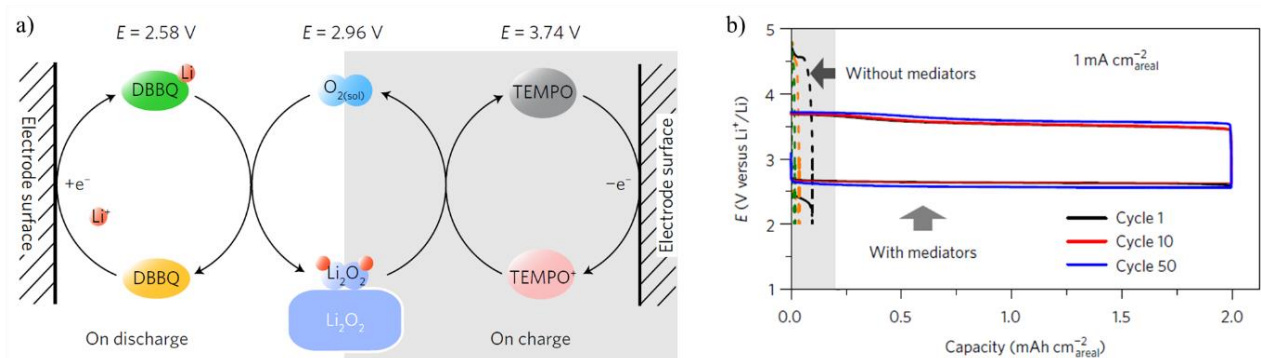 a)
E = 2.58 V
E = 2.96 V
E = 3.74 V
Electrode surface
DBBQ
Li
O2(sol)
TEMPO
Electrode surface
+e−
Li+
−e−
DBBQ
Li2O2
TEMPO+
Li2O2
On discharge
On charge
b)
E (V versus Li+/Li)
5
4
3
2
1
Without mediators
1 mA cm−2areal
With mediators
Cycle 1
Cycle 10
Cycle 50
0.0
0.5
1.0
1.5
2.0
Capacity (mAh cm−2areal)